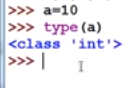 >>> a=10
>>> type(a)
<class 'int'>
>>>